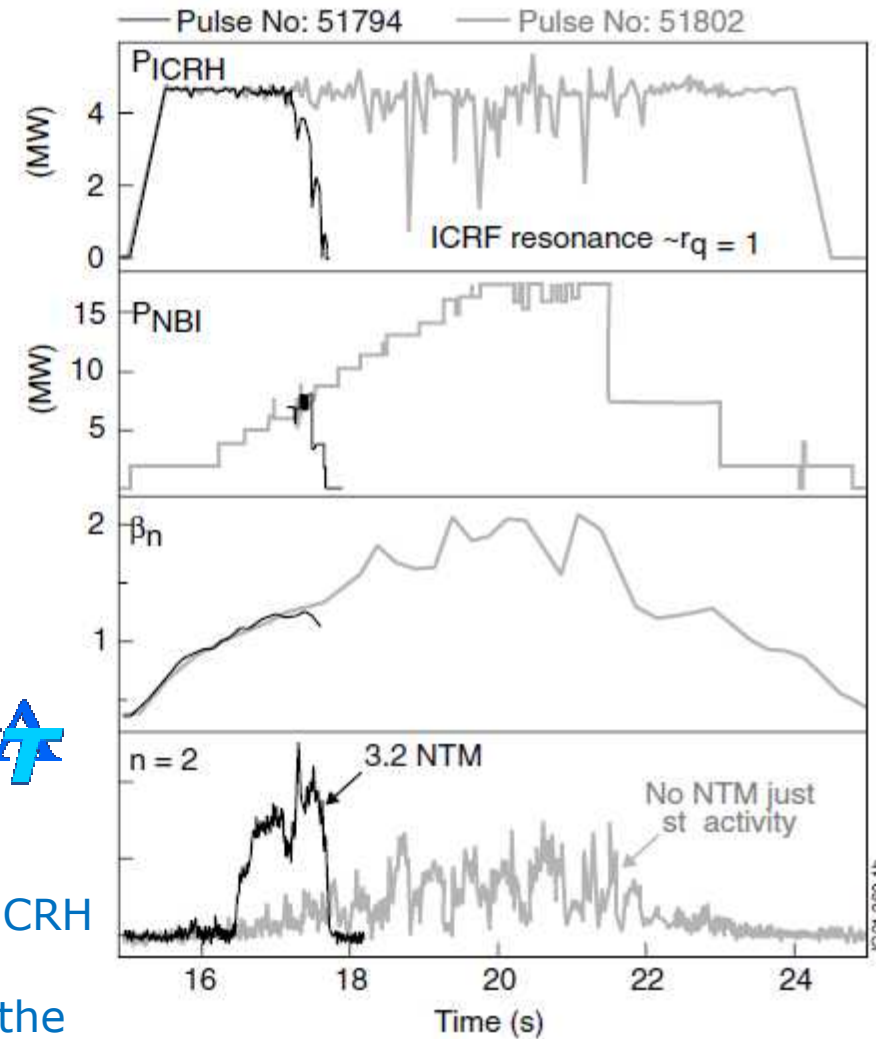 Pulse No: 51794 Pulse No: 51802
PICRH
(MW)
4
2
0
ICRF resonance ~rq = 1
PNBI
(MW)
15
10
5
βn
2
1
n = 2
3.2 NTM
No NTM just
st activity
CRH
the
16 18 20 22 24
Time (s)